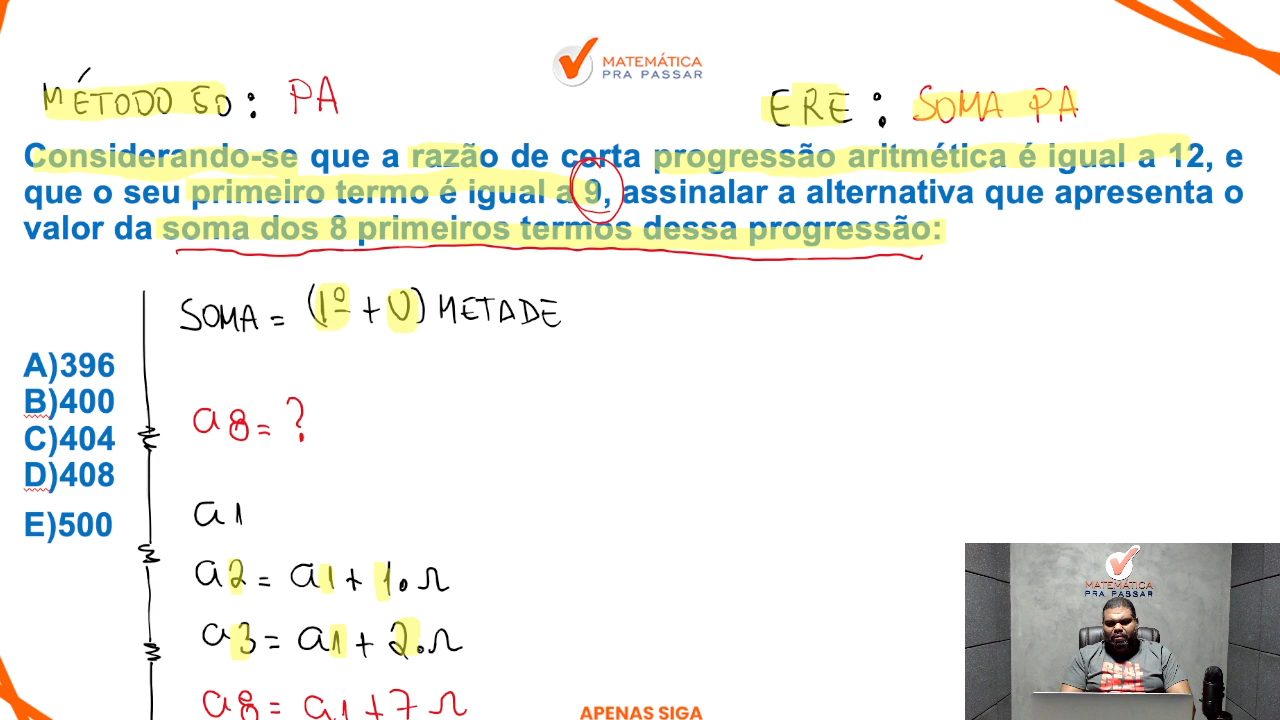 MATEMÁTICA
PRA PASSAR
MÉTODO 50: PA
ERE: SOMA PA
Considerando-se que a razão de certa progressão aritmética é igual a 12, e
que o seu primeiro termo é igual a 9, assinalar a alternativa que apresenta o
valor da soma dos 8 primeiros termos dessa progressão:
SOMA = (1º + U) METADE
A)396
B)400
C)404
D)408
E)500
a8 = ?
a1
a2 = a1 + 1.r
a3 = a1 + 2.r
a8 = a1 + 7r
MATEMÁTICA
PRA PASSAR
REAL
DEAL
APENAS SIGA